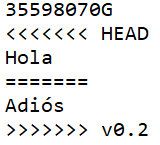 35598070G
<<<<<<< HEAD
Hola
=======
Adiós
>>>>>>> v0.2